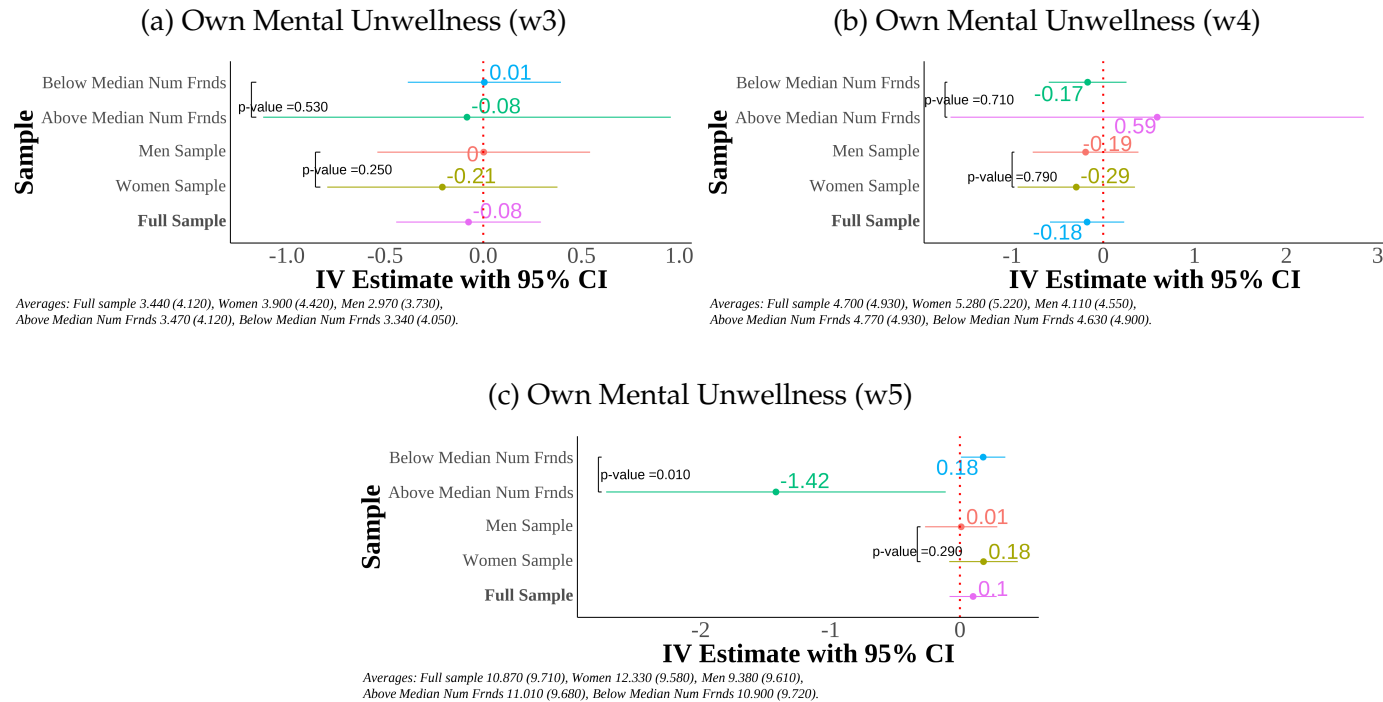 (a) Own Mental Unwellness (w3)
Sample
Below Median Num Frnds
0.01
p-value =0.530
-0.08
Above Median Num Frnds
Men Sample
0
p-value =0.250
-0.21
Women Sample
-0.08
Full Sample
-1.0 -0.5 0.0 0.5 1.0
IV Estimate with 95% CI
Averages: Full sample 3.440 (4.120), Women 3.900 (4.420), Men 2.970 (3.730),
Above Median Num Frnds 3.470 (4.120), Below Median Num Frnds 3.340 (4.050).
(b) Own Mental Unwellness (w4)
Sample
Below Median Num Frnds
-0.17
p-value =0.710
Above Median Num Frnds
0.59
Men Sample
-0.19
p-value =0.790
-0.29
Women Sample
Full Sample
-0.18
-1 0 1 2 3
IV Estimate with 95% CI
Averages: Full sample 4.700 (4.930), Women 5.280 (5.220), Men 4.110 (4.550),
Above Median Num Frnds 4.770 (4.930), Below Median Num Frnds 4.630 (4.900).
(c) Own Mental Unwellness (w5)
Sample
Below Median Num Frnds
0.18
p-value =0.010
-1.42
Above Median Num Frnds
Men Sample
0.01
p-value =0.290
0.18
Women Sample
Full Sample
0.1
-2 -1 0
IV Estimate with 95% CI
Averages: Full sample 10.870 (9.710), Women 12.330 (9.580), Men 9.380 (9.610),
Above Median Num Frnds 11.010 (9.680), Below Median Num Frnds 10.900 (9.720).